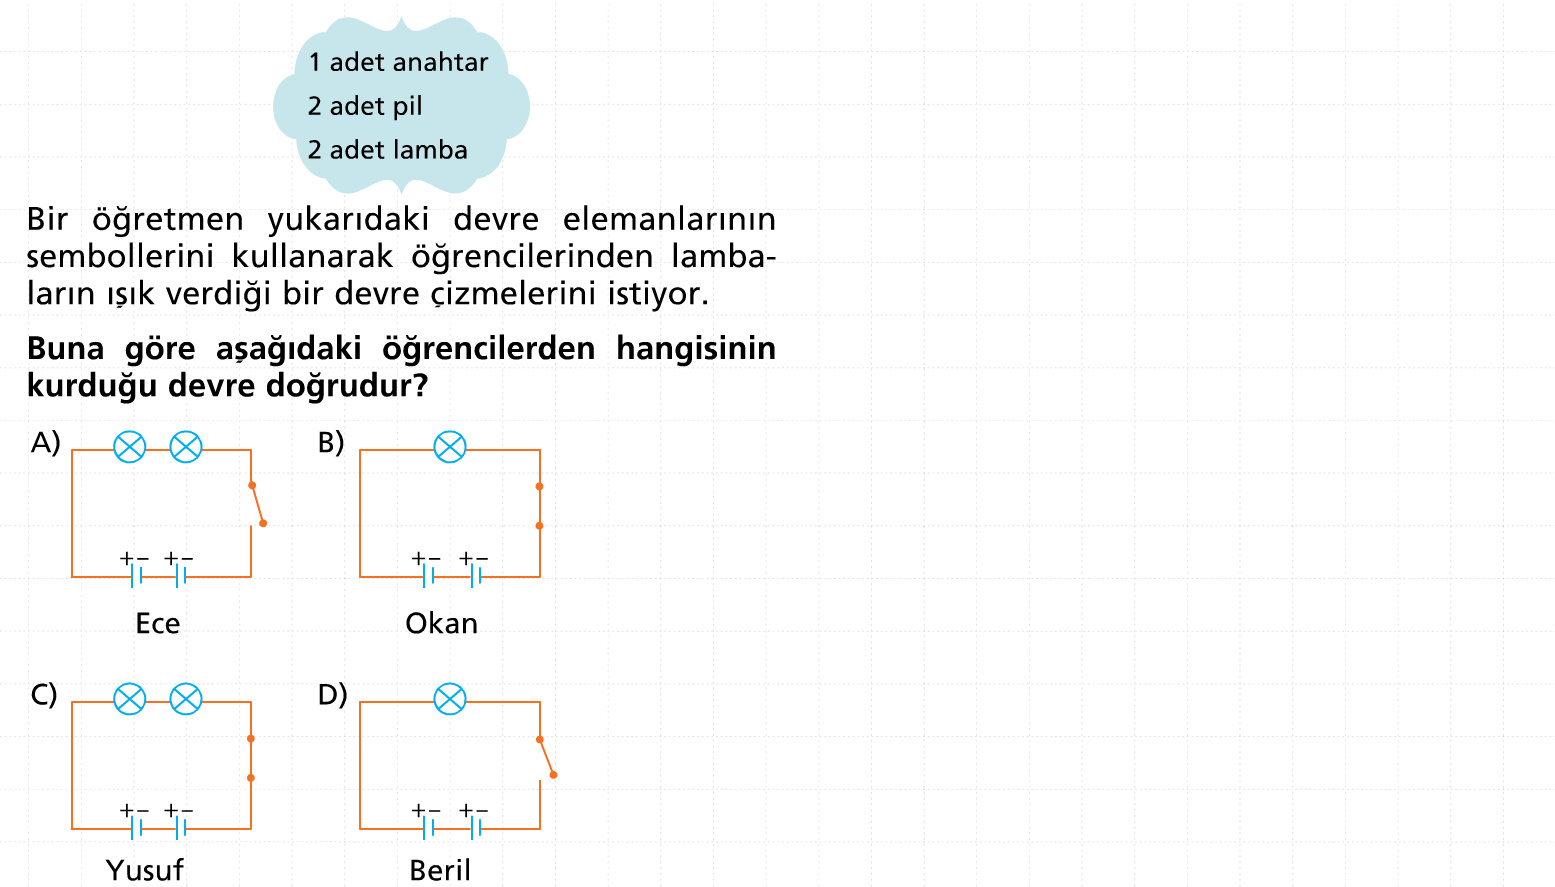 1 adet anahtar
2 adet pil
2 adet lamba
Bir öğretmen yukarıdaki devre elemanlarının
sembollerini kullanarak öğrencilerinden lamba-
ların ışık verdiği bir devre çizmelerini istiyor.
Buna göre aşağıdaki öğrencilerden hangisinin
kurduğu devre doğrudur?
A)
+– +–
Ece
B)
+– +–
Okan
C)
+– +–
Yusuf
D)
+– +–
Beril